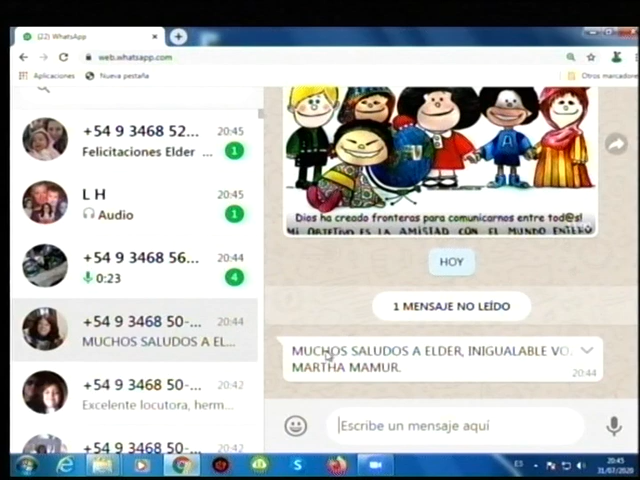 (22) WhatsApp
web.whatsapp.com
Aplicaciones
Nueva pestaña
Otros marcadore
+54 9 3468 52...
20:45
Felicitaciones Elder ...
1
L H
20:45
Audio
1
+54 9 3468 56...
20:44
0:23
4
+54 9 3468 50-...
20:44
MUCHOS SALUDOS A EL...
+54 9 3468 50-...
20:42
Excelente locutora, herm...
+54 9 3468 50-...
20:42
Dios ha creado fronteras para comunicarnos entre tod@s!
MI OBJETIVO ES LA AMISTAD CON EL MUNDO ENTERO
HOY
1 MENSAJE NO LEÍDO
MUCHOS SALUDOS A ELDER, INIGUALABLE VO
MARTHA MAMUR.
20:44
Escribe un mensaje aquí
ES
20:45
31/07/2020